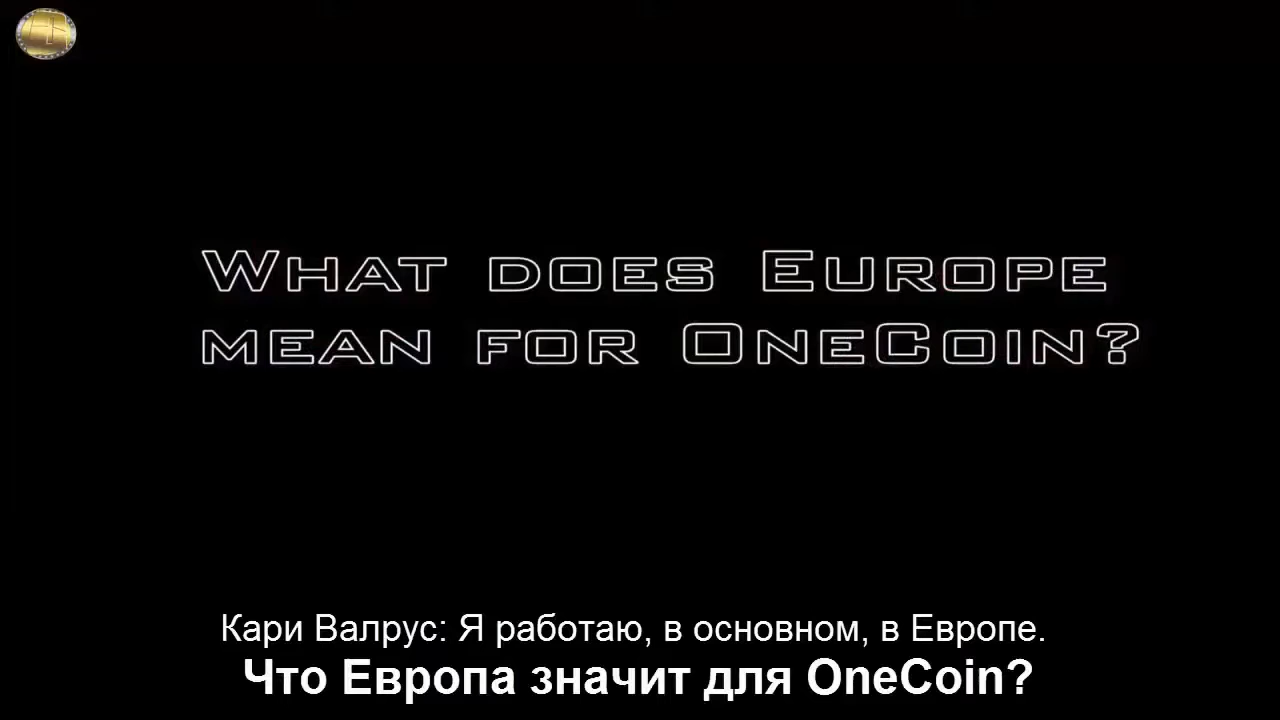 What does Europe
mean for OneCoin?
Кари Валрус: Я работаю, в основном, в Европе.
Что Европа значит для OneCoin?